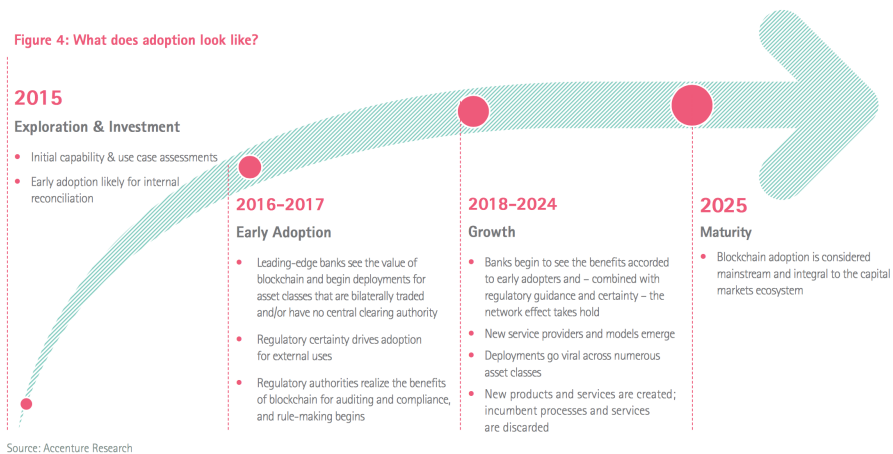 Figure 4: What does adoption look like?
2015
Exploration & Investment
• Initial capability & use case assessments
• Early adoption likely for internal
reconciliation
2016-2017
Early Adoption
• Leading-edge banks see the value of
blockchain and begin deployments for
asset classes that are bilaterally traded
and/or have no central clearing authority
• Regulatory certainty drives adoption
for external uses
• Regulatory authorities realize the benefits
of blockchain for auditing and compliance,
and rule-making begins
2018-2024
Growth
• Banks begin to see the benefits accorded
to early adopters and – combined with
regulatory guidance and certainty – the
network effect takes hold
• New service providers and models emerge
• Deployments go viral across numerous
asset classes
• New products and services are created;
incumbent processes and services
are discarded
2025
Maturity
• Blockchain adoption is considered
mainstream and integral to the capital
markets ecosystem
Source: Accenture Research